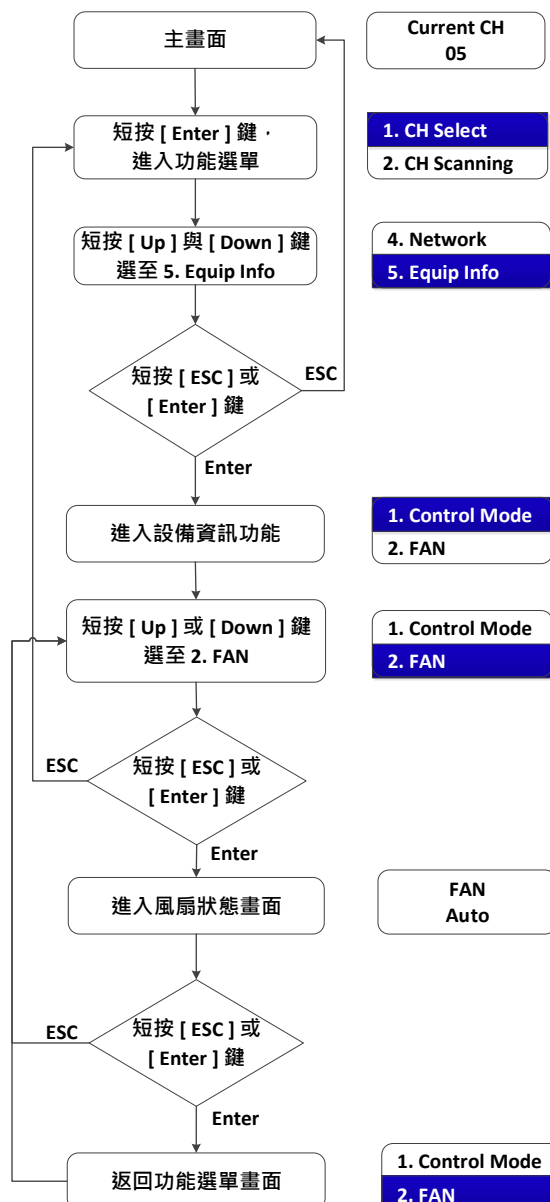 主畫面
Current CH
05
短按 [ Enter ] 鍵，
進入功能選單
1. CH Select
2. CH Scanning
短按 [ Up ] 與 [ Down ] 鍵
選至 5. Equip Info
4. Network
5. Equip Info
短按 [ ESC ] 或
[ Enter ] 鍵
ESC
Enter
進入設備資訊功能
1. Control Mode
2. FAN
短按 [ Up ] 或 [ Down ] 鍵
選至 2. FAN
1. Control Mode
2. FAN
ESC
短按 [ ESC ] 或
[ Enter ] 鍵
Enter
進入風扇狀態畫面
FAN
Auto
ESC
短按 [ ESC ] 或
[ Enter ] 鍵
Enter
返回功能選單畫面
1. Control Mode
2. FAN